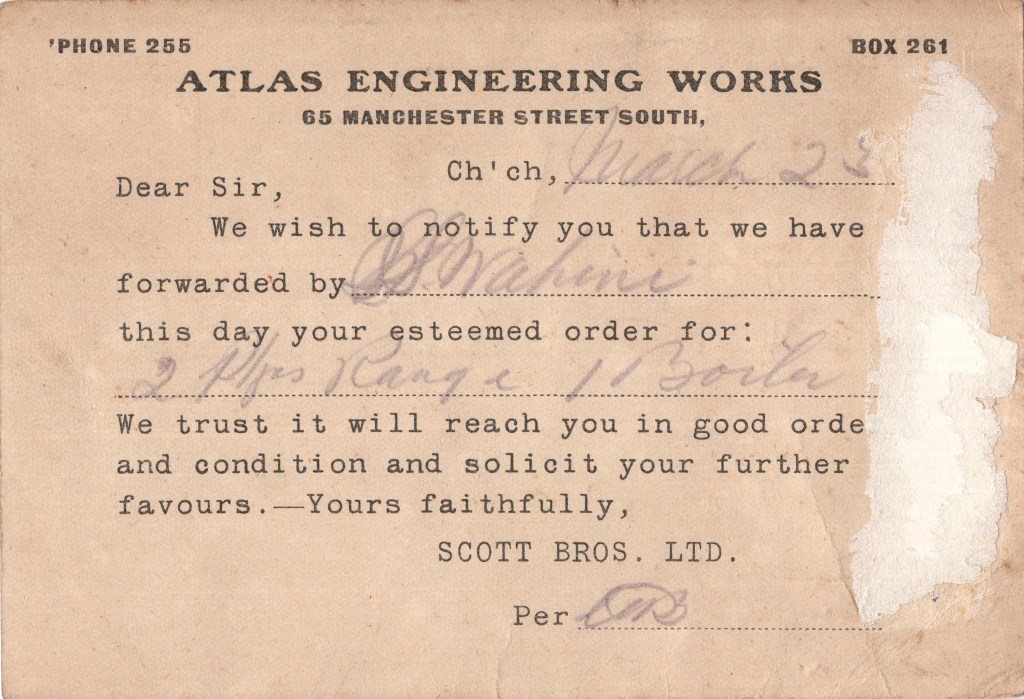 'PHONE 255 BOX 261
ATLAS ENGINEERING WORKS
65 MANCHESTER STREET SOUTH,
Ch'ch, March 23
Dear Sir,
We wish to notify you that we have
forwarded by SS Wahine
this day your esteemed order for:
2 Range 1 Boiler
We trust it will reach you in good orde
and condition and solicit your further
favours.—Yours faithfully,
SCOTT BROS. LTD.
Per